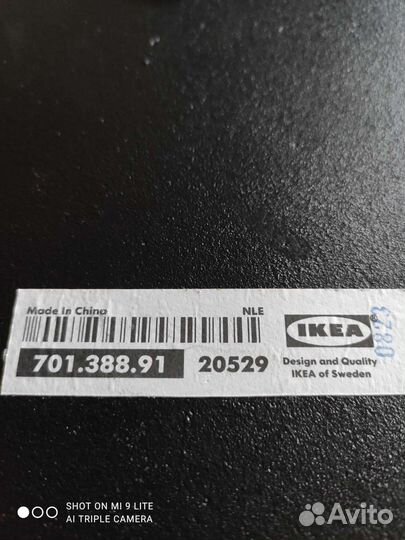 Made In China
NLE
701.388.91
20529
IKEA
®
Design and Quality
IKEA of Sweden
0823
SHOT ON MI 9 LITE
AI TRIPLE CAMERA
Avito